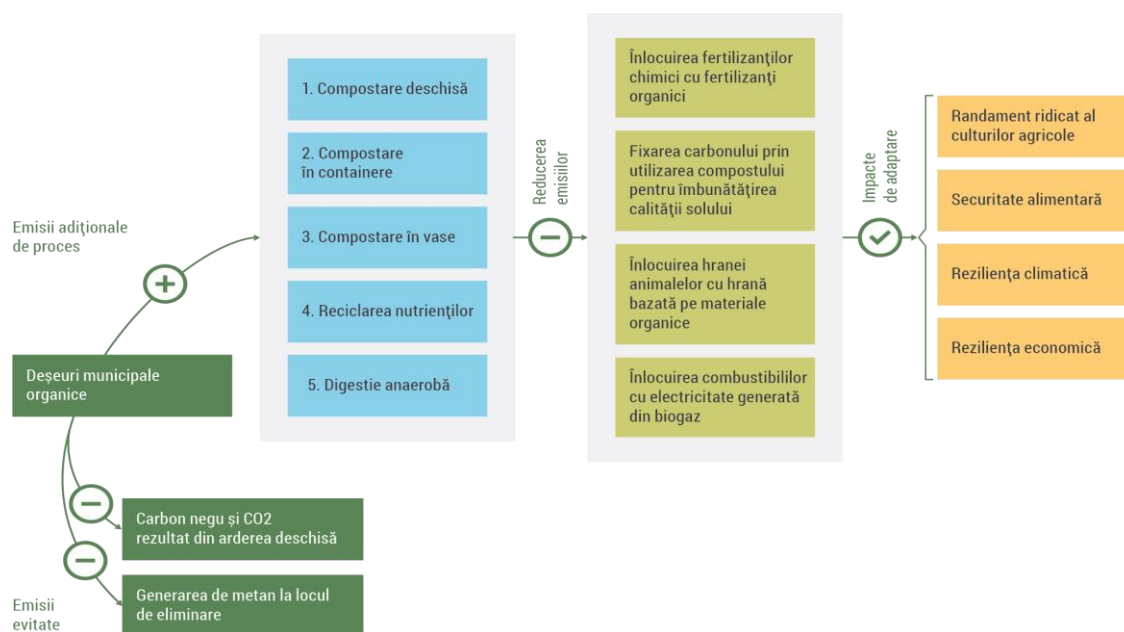 Emisii adiţionale
de proces
Deșeuri municipale
organice
Carbon negu și CO2
rezultat din arderea deschisă
Generarea de metan la locul
de eliminare
Emisii
evitate
1. Compostare deschisă
2. Compostare
în containere
3. Compostare în vase
4. Reciclarea nutrienţilor
5. Digestie anaerobă
Reducerea
emisiilor
Înlocuirea fertilizanţilor
chimici cu fertilizanţi
organici
Fixarea carbonului prin
utilizarea compostului
pentru îmbunătăţirea
calităţii solului
Înlocuirea hranei
animalelor cu hrană
bazată pe materiale
organice
Înlocuirea combustibililor
cu electricitate generată
din biogaz
Impacte
de adaptare
Randament ridicat al
culturilor agricole
Securitate alimentară
Rezilienţa climatică
Rezilienţa economică